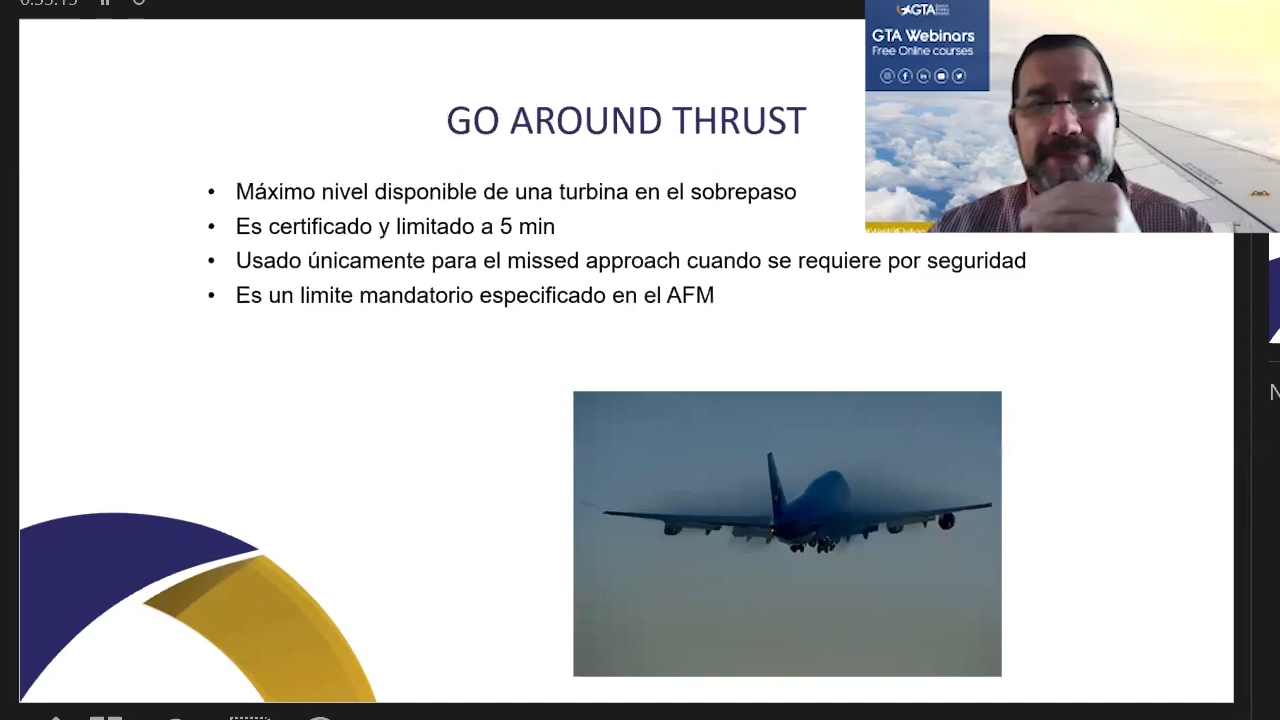 GTA
GTA Webinars
Free Online courses
GO AROUND THRUST
• Máximo nivel disponible de una turbina en el sobrepaso
• Es certificado y limitado a 5 min
• Usado únicamente para el missed approach cuando se requiere por seguridad
• Es un limite mandatorio especificado en el AFM
N